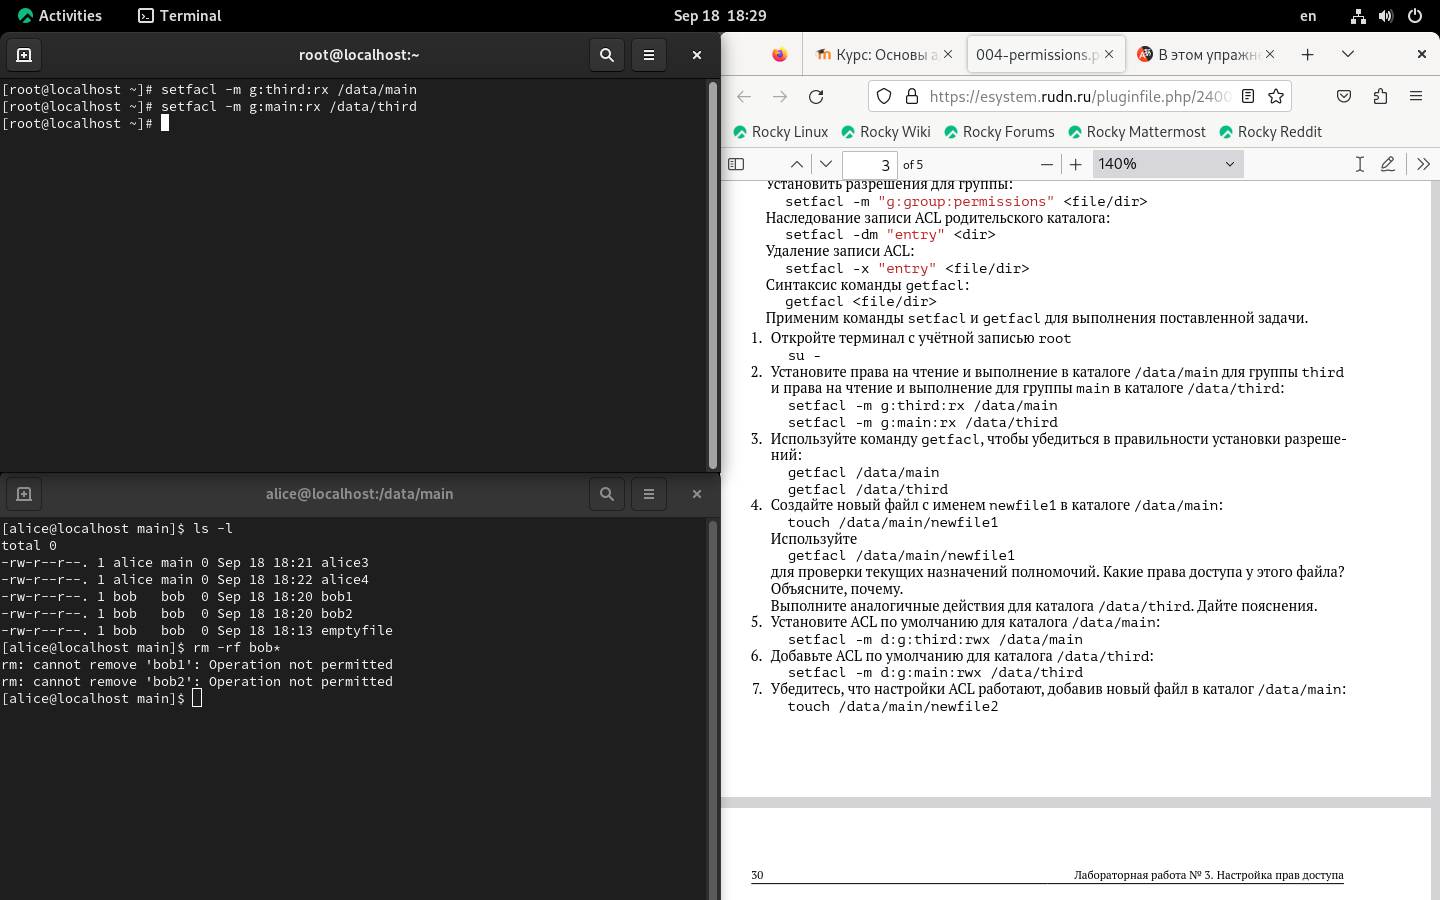 Activities Terminal Sep 18 18:29 en
root@localhost:~
[root@localhost ~]# setfacl -m g:third:rx /data/main
[root@localhost ~]# setfacl -m g:main:rx /data/third
[root@localhost ~]#
alice@localhost:/data/main
[alice@localhost main]$ ls -l
total 0
-rw-r--r--. 1 alice main 0 Sep 18 18:21 alice3
-rw-r--r--. 1 alice main 0 Sep 18 18:22 alice4
-rw-r--r--. 1 bob   bob  0 Sep 18 18:20 bob1
-rw-r--r--. 1 bob   bob  0 Sep 18 18:20 bob2
-rw-r--r--. 1 bob   bob  0 Sep 18 18:13 emptyfile
[alice@localhost main]$ rm -rf bob*
rm: cannot remove 'bob1': Operation not permitted
rm: cannot remove 'bob2': Operation not permitted
[alice@localhost main]$
Курс: Основы а 004-permissions.p В этом упражне
https://esystem.rudn.ru/pluginfile.php/2400
Rocky Linux Rocky Wiki Rocky Forums Rocky Mattermost Rocky Reddit
3 of 5 140%
Установить разрешения для группы:
setfacl -m "g:group:permissions" <file/dir>
Наследование записи ACL родительского каталога:
setfacl -dm "entry" <dir>
Удаление записи ACL:
setfacl -x "entry" <file/dir>
Синтаксис команды getfacl:
getfacl <file/dir>
Применим команды setfacl и getfacl для выполнения поставленной задачи.
1. Откройте терминал с учётной записью root
su -
2. Установите права на чтение и выполнение в каталоге /data/main для группы third
и права на чтение и выполнение для группы main в каталоге /data/third:
setfacl -m g:third:rx /data/main
setfacl -m g:main:rx /data/third
3. Используйте команду getfacl, чтобы убедиться в правильности установки разреше-
ний:
getfacl /data/main
getfacl /data/third
4. Создайте новый файл с именем newfile1 в каталоге /data/main:
touch /data/main/newfile1
Используйте
getfacl /data/main/newfile1
для проверки текущих назначений полномочий. Какие права доступа у этого файла?
Объясните, почему.
Выполните аналогичные действия для каталога /data/third. Дайте пояснения.
5. Установите ACL по умолчанию для каталога /data/main:
setfacl -m d:g:third:rwx /data/main
6. Добавьте ACL по умолчанию для каталога /data/third:
setfacl -m d:g:main:rwx /data/third
7. Убедитесь, что настройки ACL работают, добавив новый файл в каталог /data/main:
touch /data/main/newfile2
30 Лабораторная работа № 3. Настройка прав доступа